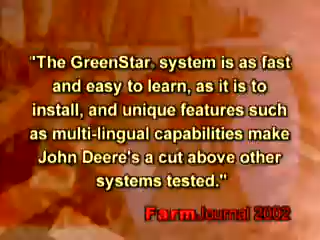 "The GreenStar. system is as fast
and easy to learn, as it is to
install, and unique features such
as multi-lingual capabilities make
John Deere's a cut above other
systems tested."
Farm Journal 2002